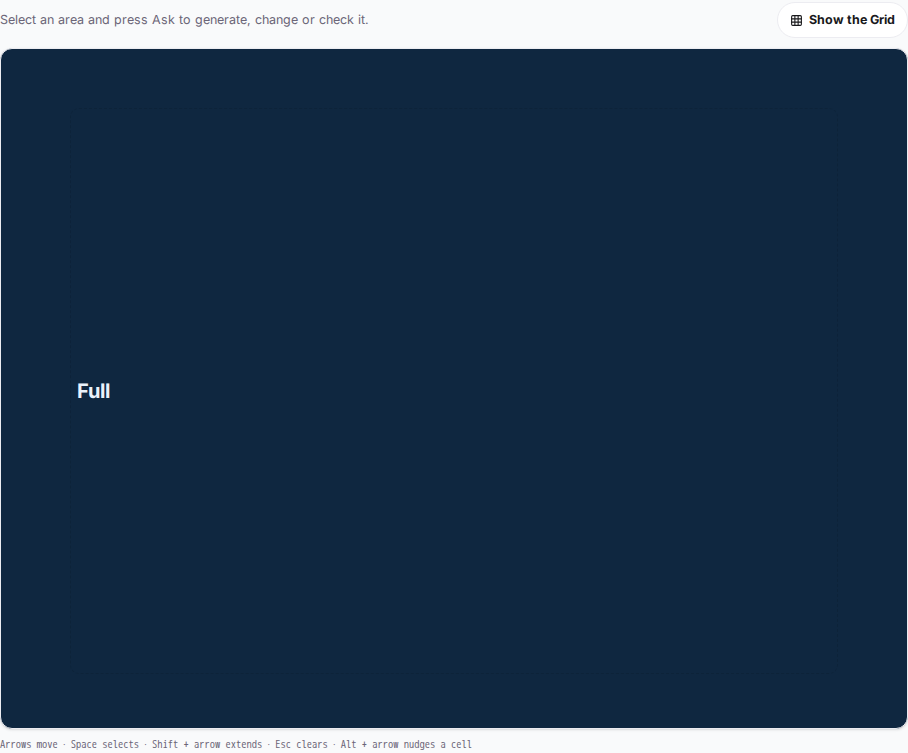 Select an area and press Ask to generate, change or check it.
Show the Grid
Full
Arrows move · Space selects · Shift + arrow extends · Esc clears · Alt + arrow nudges a cell